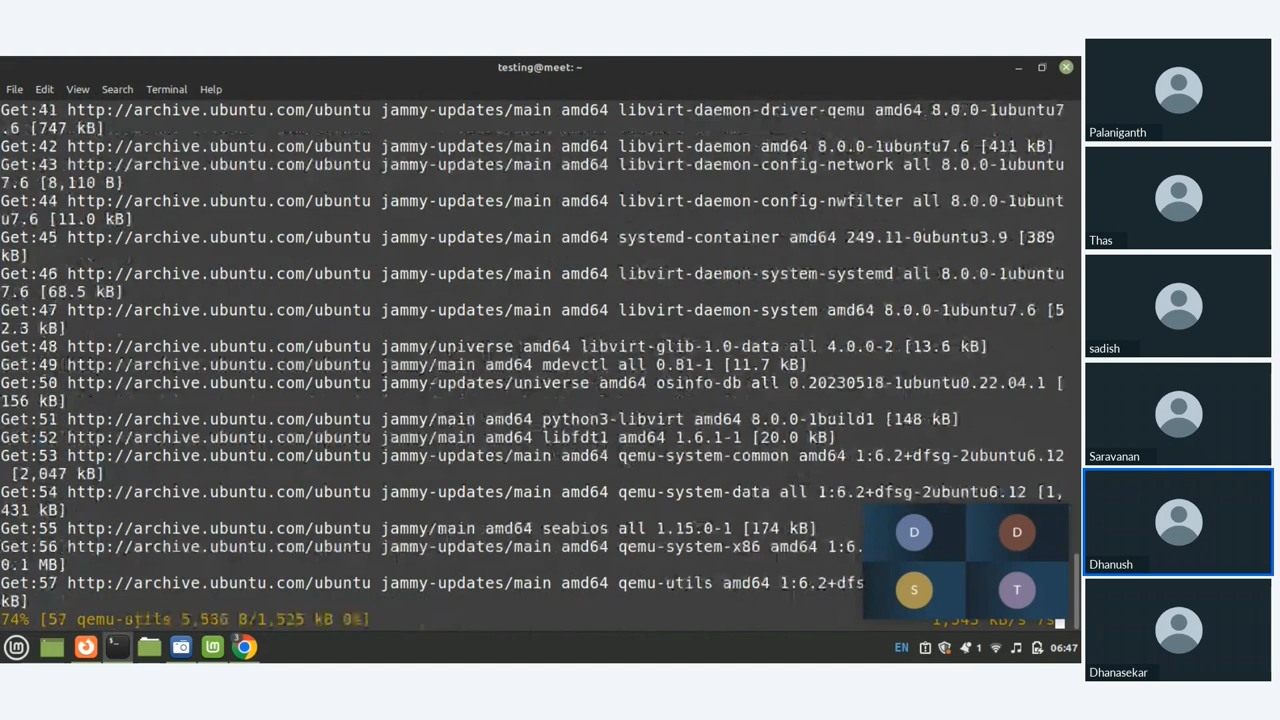 testing@meet: ~
File Edit View Search Terminal Help
Get:41 http://archive.ubuntu.com/ubuntu jammy-updates/main amd64 libvirt-daemon-driver-qemu amd64 8.0.0-1ubuntu7
.6 [747 kB]
Get:42 http://archive.ubuntu.com/ubuntu jammy-updates/main amd64 libvirt-daemon amd64 8.0.0-1ubuntu7.6 [411 kB]
Get:43 http://archive.ubuntu.com/ubuntu jammy-updates/main amd64 libvirt-daemon-config-network all 8.0.0-1ubuntu
7.6 [8,110 B]
Get:44 http://archive.ubuntu.com/ubuntu jammy-updates/main amd64 libvirt-daemon-config-nwfilter all 8.0.0-1ubunt
u7.6 [11.0 kB]
Get:45 http://archive.ubuntu.com/ubuntu jammy-updates/main amd64 systemd-container amd64 249.11-0ubuntu3.9 [389
kB]
Get:46 http://archive.ubuntu.com/ubuntu jammy-updates/main amd64 libvirt-daemon-system-systemd all 8.0.0-1ubuntu
7.6 [68.5 kB]
Get:47 http://archive.ubuntu.com/ubuntu jammy-updates/main amd64 libvirt-daemon-system amd64 8.0.0-1ubuntu7.6 [5
2.3 kB]
Get:48 http://archive.ubuntu.com/ubuntu jammy/universe amd64 libvirt-glib-1.0-data all 4.0.0-2 [13.6 kB]
Get:49 http://archive.ubuntu.com/ubuntu jammy/main amd64 mdevctl all 0.81-1 [11.7 kB]
Get:50 http://archive.ubuntu.com/ubuntu jammy-updates/universe amd64 osinfo-db all 0.20230518-1ubuntu0.22.04.1 [
156 kB]
Get:51 http://archive.ubuntu.com/ubuntu jammy/main amd64 python3-libvirt amd64 8.0.0-1build1 [148 kB]
Get:52 http://archive.ubuntu.com/ubuntu jammy/main amd64 libfdt1 amd64 1.6.1-1 [20.0 kB]
Get:53 http://archive.ubuntu.com/ubuntu jammy-updates/main amd64 qemu-system-common amd64 1:6.2+dfsg-2ubuntu6.12
[2,047 kB]
Get:54 http://archive.ubuntu.com/ubuntu jammy-updates/main amd64 qemu-system-data all 1:6.2+dfsg-2ubuntu6.12 [1,
431 kB]
Get:55 http://archive.ubuntu.com/ubuntu jammy/main amd64 seabios all 1.15.0-1 [174 kB]
Get:56 http://archive.ubuntu.com/ubuntu jammy-updates/main amd64 qemu-system-x86 amd64 1:6.
0.1 MB]
Get:57 http://archive.ubuntu.com/ubuntu jammy-updates/main amd64 qemu-utils amd64 1:6.2+dfs
kB]
74% [57 qemu-utils 5,536 B/1,525 kB 0%]
D D
S T
3
EN 1 06:47
Palaniganth
Thas
sadish
Saravanan
Dhanush
Dhanasekar